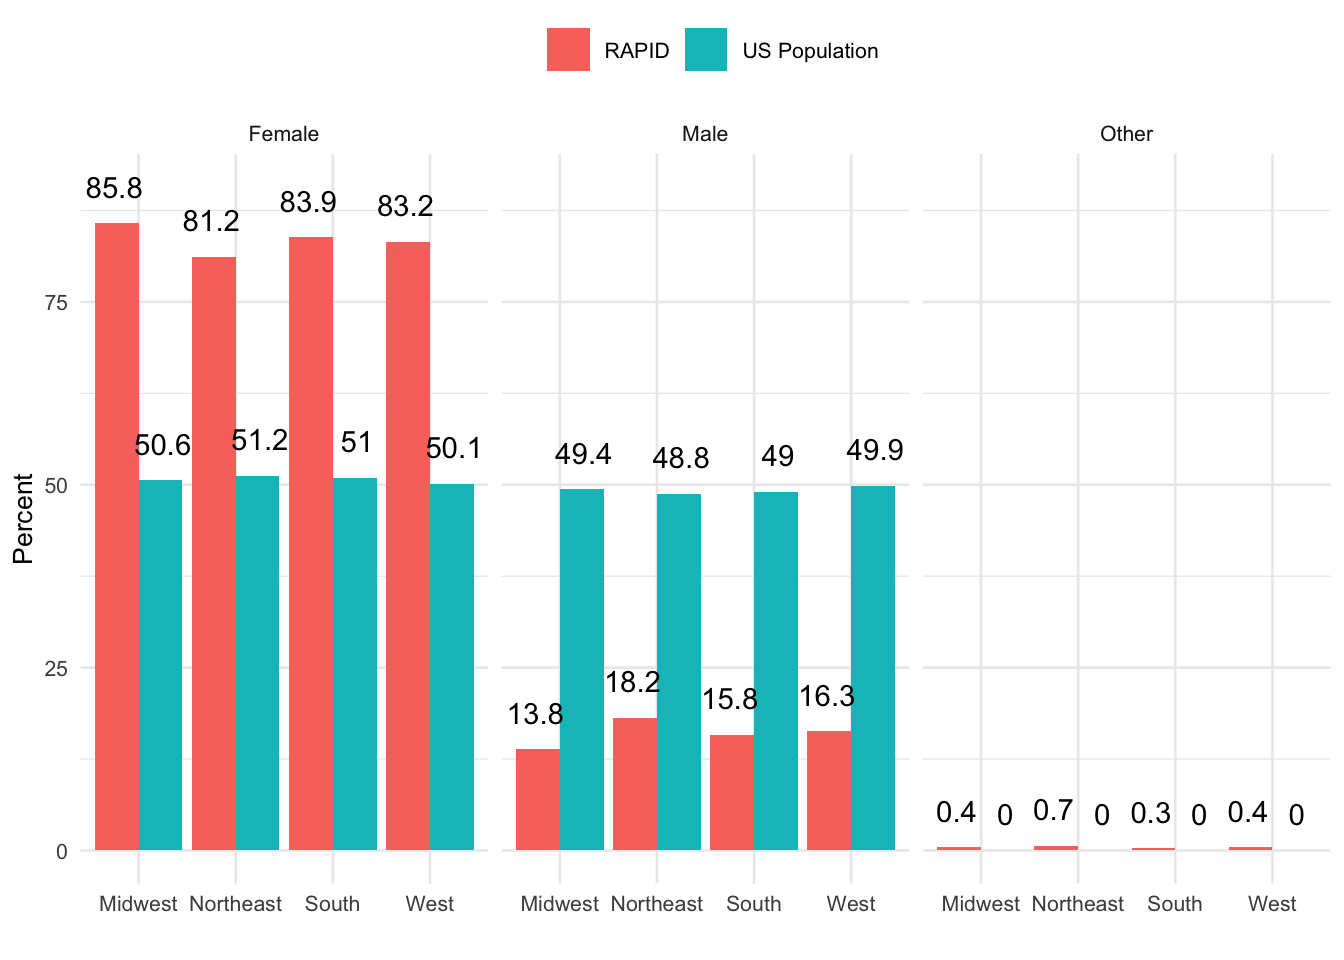 RAPID US Population
Female Male Other
85.8 81.2 83.9 83.2
50.6 51.2 51 50.1
49.4 48.8 49 49.9
13.8 18.2 15.8 16.3
0.4 0 0.7 0 0.3 0 0.4 0
Percent
75
50
25
0
Midwest Northeast South West Midwest Northeast South West Midwest Northeast South West